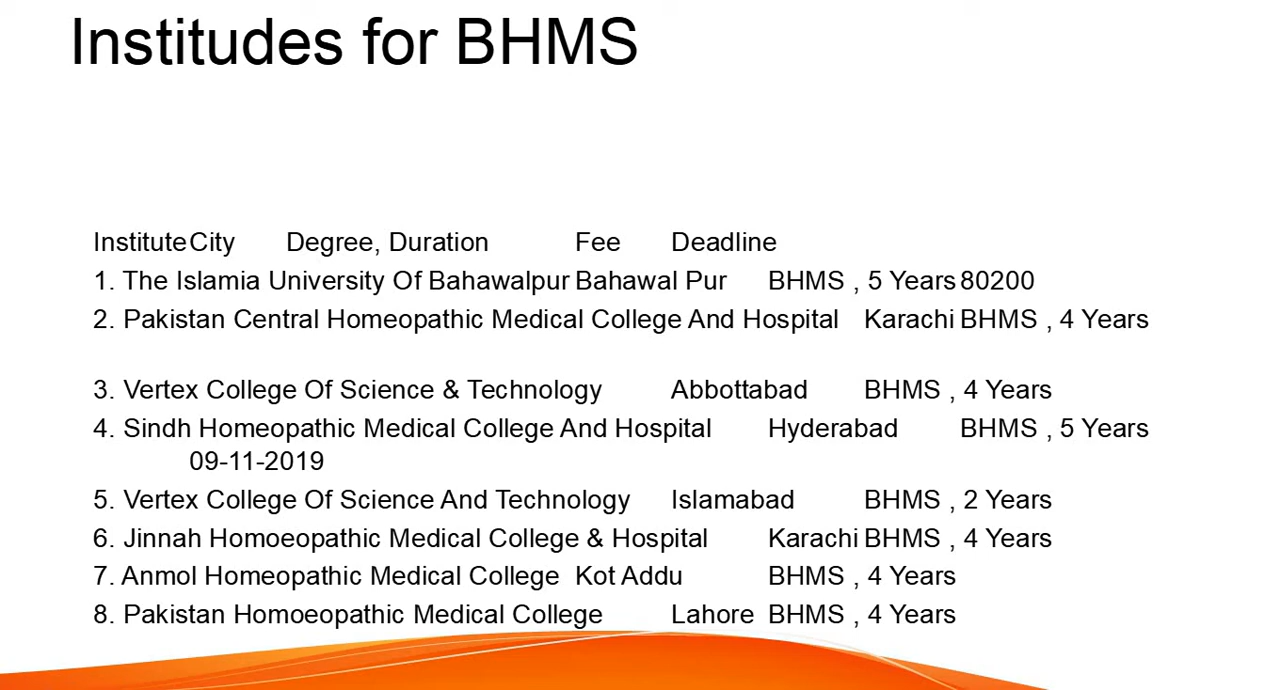 Institudes for BHMS
Institute City Degree, Duration Fee Deadline
1. The Islamia University Of Bahawalpur Bahawal Pur BHMS , 5 Years 80200
2. Pakistan Central Homeopathic Medical College And Hospital Karachi BHMS , 4 Years
3. Vertex College Of Science & Technology Abbottabad BHMS , 4 Years
4. Sindh Homeopathic Medical College And Hospital Hyderabad BHMS , 5 Years
09-11-2019
5. Vertex College Of Science And Technology Islamabad BHMS , 2 Years
6. Jinnah Homoeopathic Medical College & Hospital Karachi BHMS , 4 Years
7. Anmol Homeopathic Medical College Kot Addu BHMS , 4 Years
8. Pakistan Homoeopathic Medical College Lahore BHMS , 4 Years